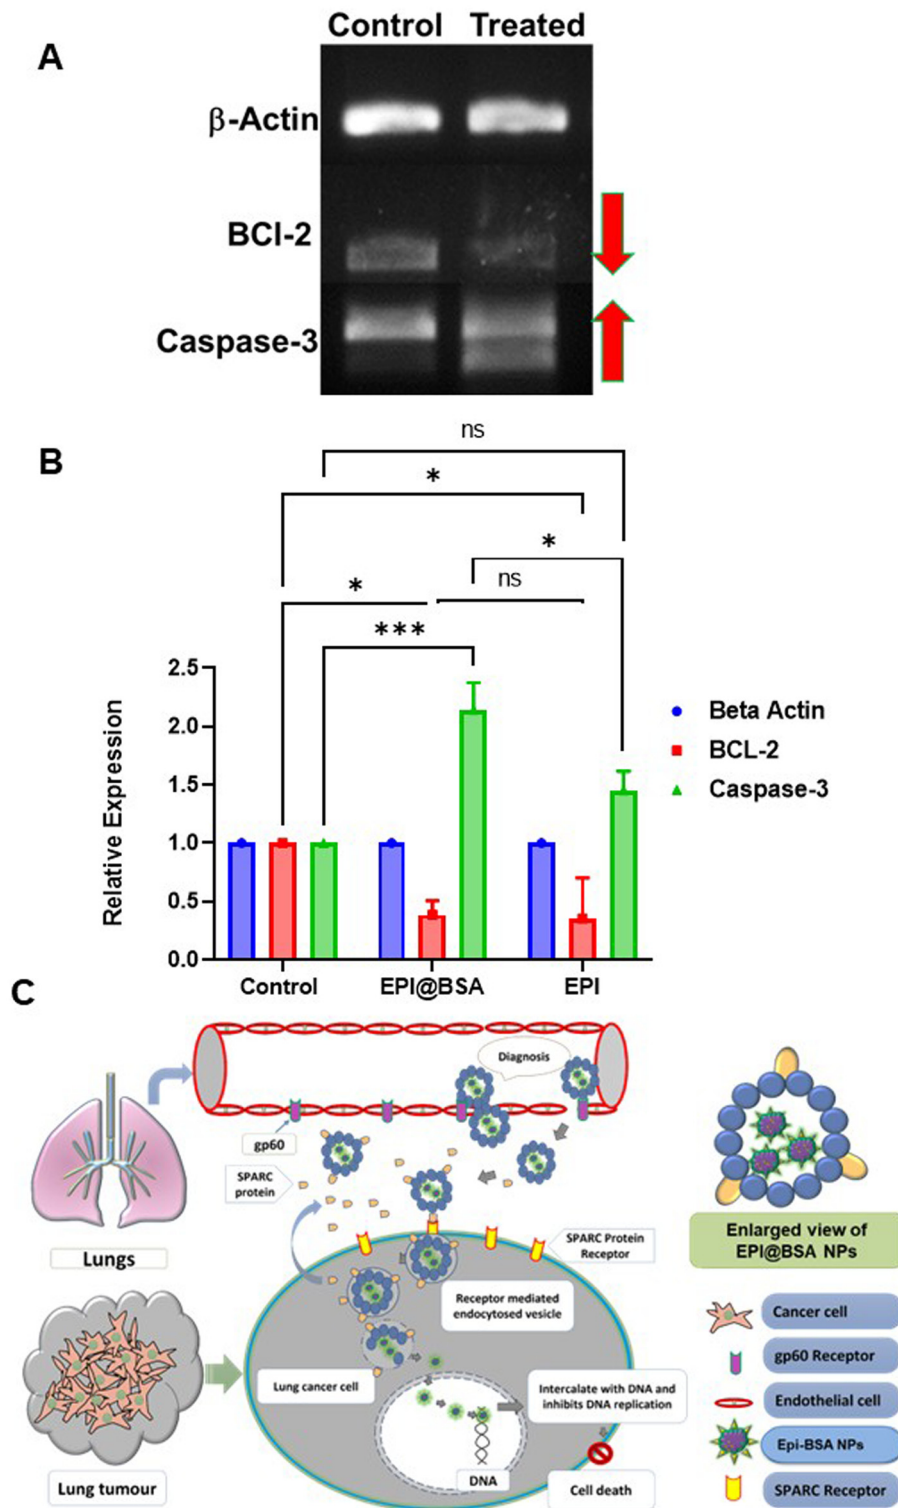 Control Treated
A
β-Actin
BCl-2
Caspase-3
B
ns
*
*
*
ns
***
Relative Expression
2.5
2.0
1.5
1.0
0.5
0.0
Control EPI@BSA EPI
Beta Actin
BCL-2
Caspase-3
C
Diagnosis
gp60
SPARC
protein
Lungs
SPARC Protein
Receptor
Enlarged view of
EPI@BSA NPs
Receptor mediated
endocytosed vesicle
Lung cancer cell
Intercalate with DNA and
inhibits DNA replication
DNA
Cell death
Lung tumour
Cancer cell
gp60 Receptor
Endothelial cell
Epi-BSA NPs
SPARC Receptor